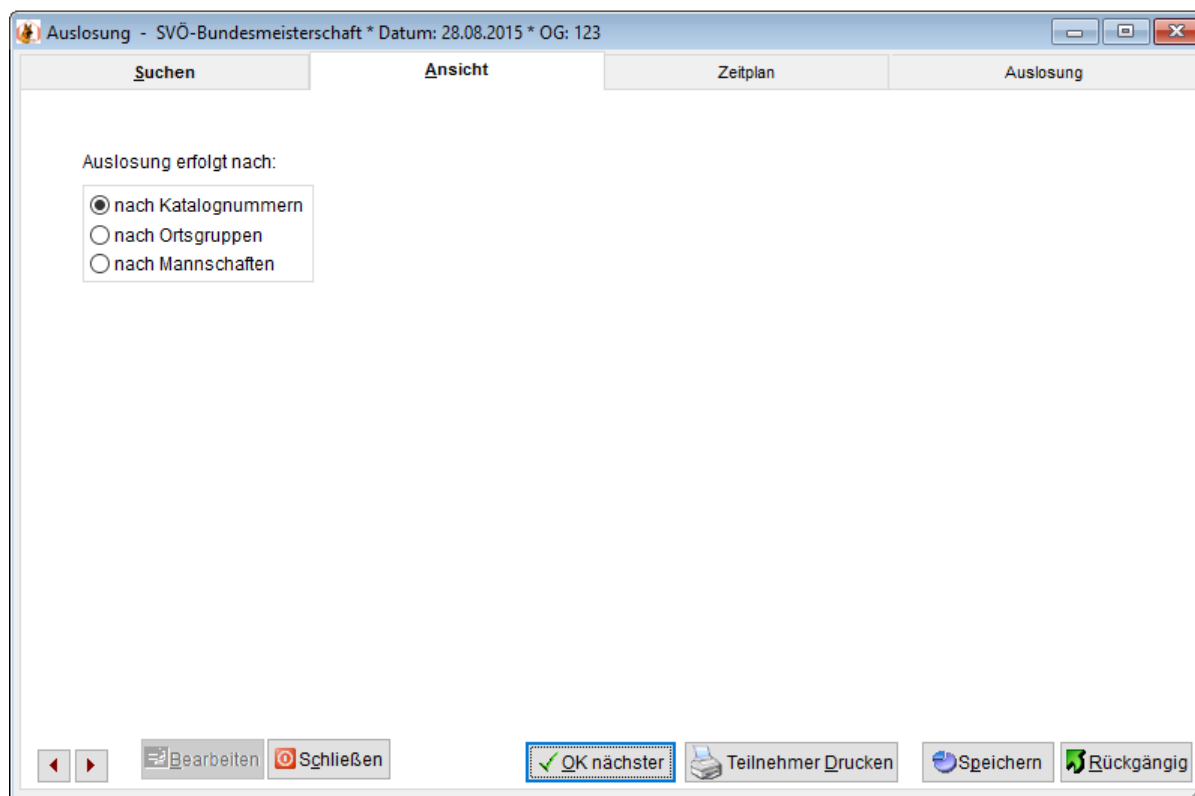 Auslosung - SVÖ-Bundesmeisterschaft * Datum: 28.08.2015 * OG: 123
Suchen Ansicht Zeitplan Auslosung
Auslosung erfolgt nach:
nach Katalognummern
nach Ortsgruppen
nach Mannschaften
Bearbeiten Schließen OK nächster Teilnehmer Drucken Speichern Rückgängig